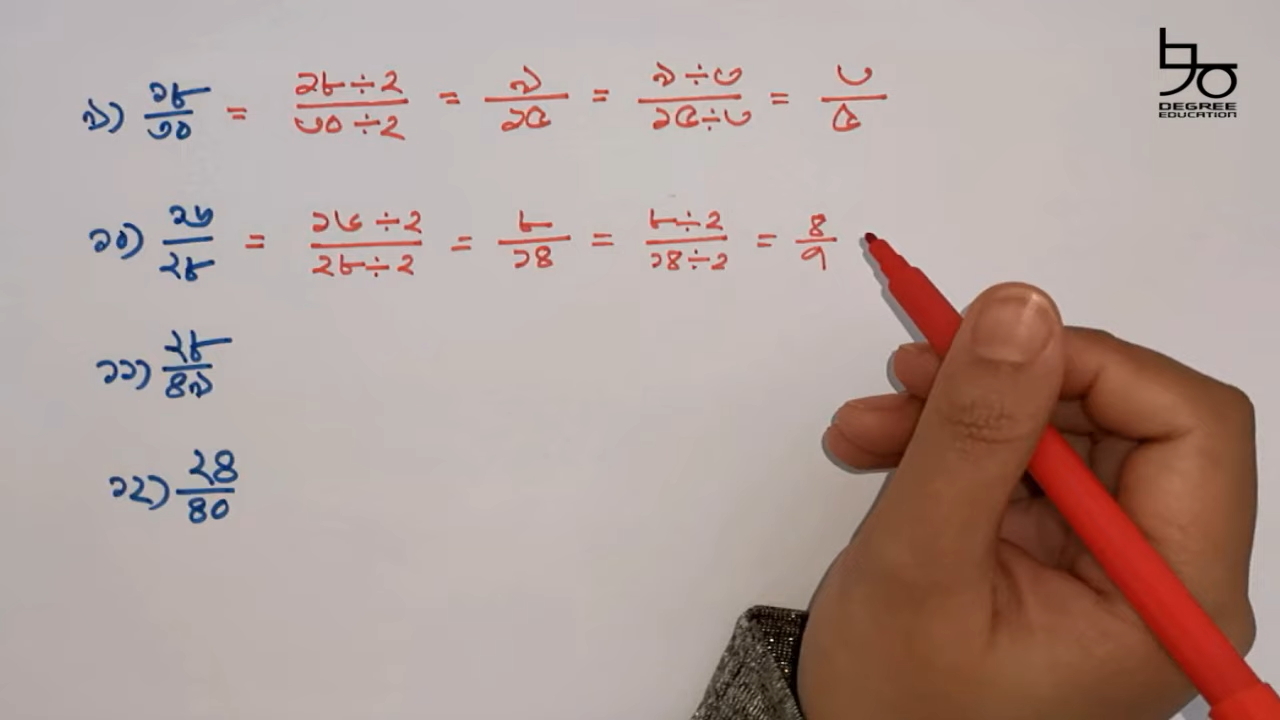 ৯) ১৮/৩০ = ১৮÷২/৩০÷২ = ৯/১৫ = ৯÷৩/১৫÷৩ = ৩/৫
১০) ১৬/২৮ = ১৬÷২/২৮÷২ = ৮/১৪ = ৮÷২/১৪÷২ = ৪/৭
১১) ২৮/৪৯
১২) ২৪/৪০
DEGREE
EDUCATION